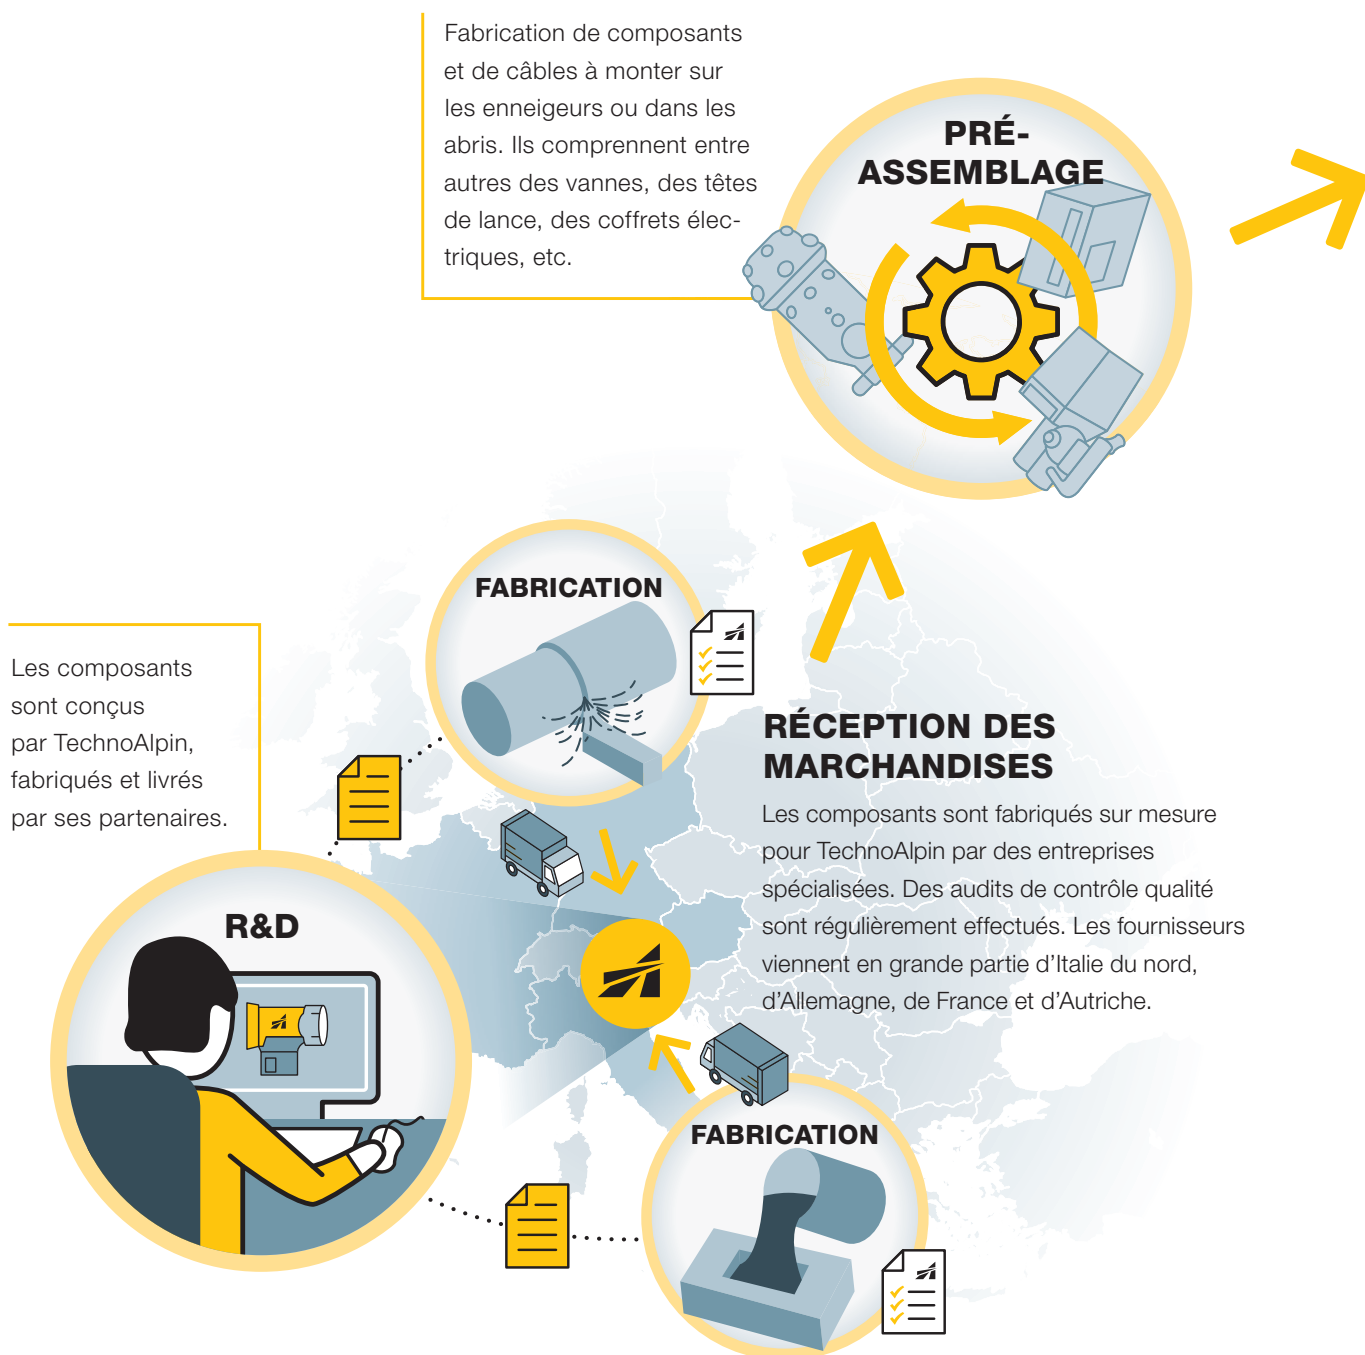 Fabrication de composants
et de câbles à monter sur
les enneigeurs ou dans les
abris. Ils comprennent entre
autres des vannes, des têtes
de lance, des coffrets élec-
triques, etc.
PRÉ-
ASSEMBLAGE
FABRICATION
Les composants
sont conçus
par TechnoAlpin,
fabriqués et livrés
par ses partenaires.
RÉCEPTION DES
MARCHANDISES
Les composants sont fabriqués sur mesure
pour TechnoAlpin par des entreprises
spécialisées. Des audits de contrôle qualité
sont régulièrement effectués. Les fournisseurs
viennent en grande partie d’Italie du nord,
d’Allemagne, de France et d’Autriche.
R&D
FABRICATION